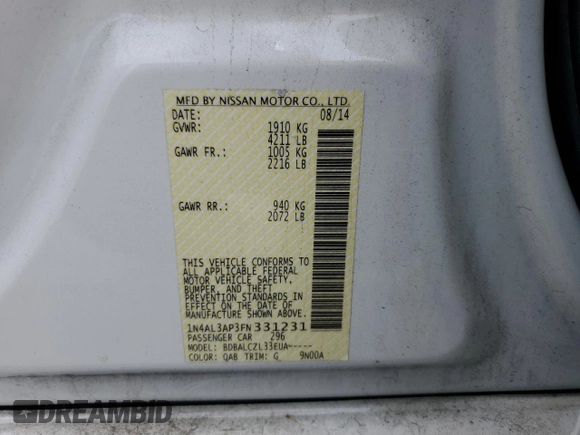 MFD BY NISSAN MOTOR CO., LTD.
DATE: 08/14
GVWR: 1910 KG
4211 LB
GAWR FR.: 1005 KG
2216 LB
GAWR RR.: 940 KG
2072 LB
THIS VEHICLE CONFORMS TO
ALL APPLICABLE FEDERAL
MOTOR VEHICLE SAFETY,
BUMPER, AND THEFT
PREVENTION STANDARDS IN
EFFECT ON THE DATE OF
MANUFACTURE SHOWN ABOVE.
1N4AL3AP3FN331231
PASSENGER CAR 296
MODEL: BDBALCZL33EUA-----
COLOR: QAB TRIM: G 9N00A
DREAMBID